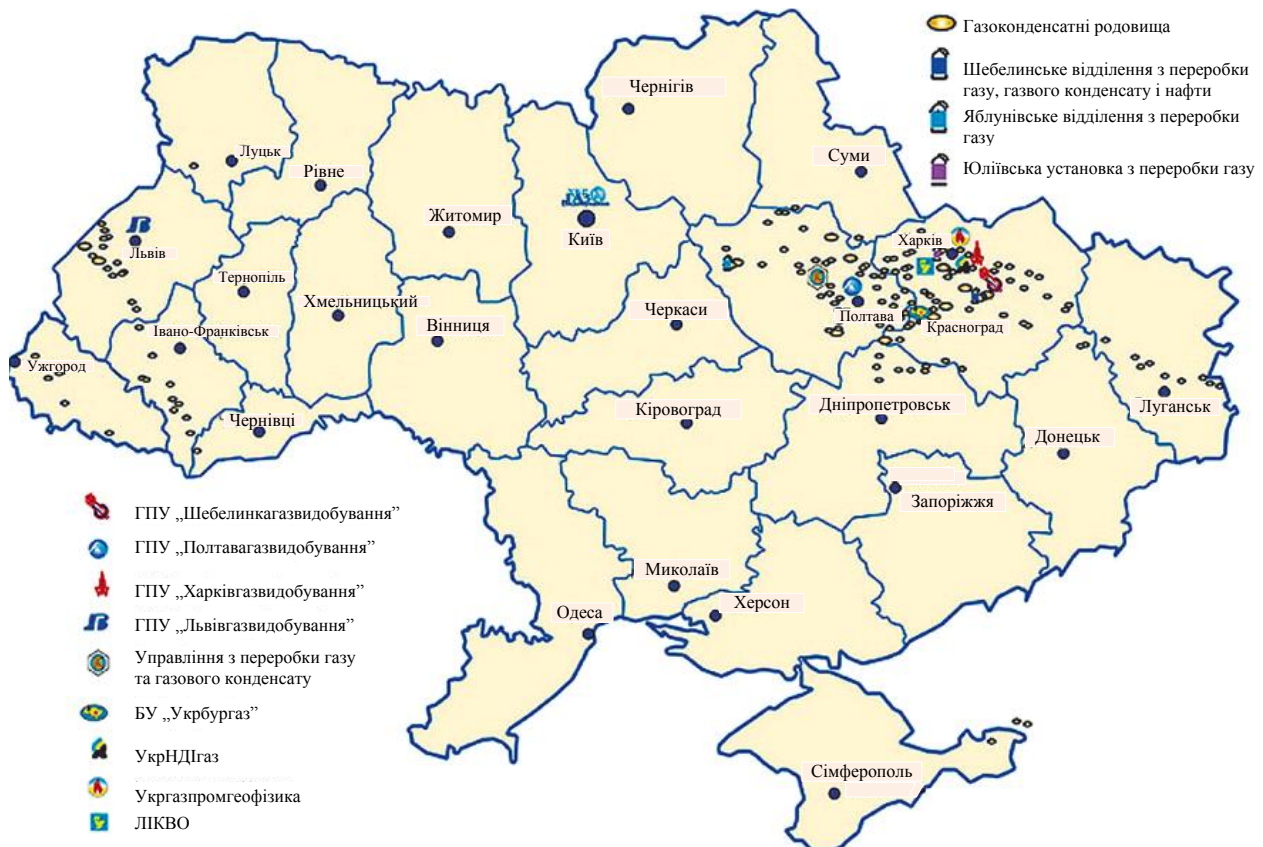 Газоконденсатні родовища
Шебелинське відділення з переробки
газу, газвого конденсату і нафти
Яблунівське відділення з переробки
газу
Юліївська установка з переробки газу
Чернігів
Луцьк
Рівне
Суми
Житомир
ГАЗ
Київ
Харків
Львів
Тернопіль
Хмельницький
Вінниця
Черкаси
Полтава
Красноград
Івано-Франківськ
Ужгород
Чернівці
Кіровоград
Дніпропетровськ
Луганськ
Донецьк
Запоріжжя
Миколаїв
Херсон
Одеса
Сімферополь
ГПУ „Шебелинкагазвидобування”
ГПУ „Полтавагазвидобування”
ГПУ „Харківгазвидобування”
ГПУ „Львівгазвидобування”
Управління з переробки газу
та газового конденсату
БУ „Укрбургаз”
УкрНДІгаз
Укргазпромгеофізика
ЛІКВО